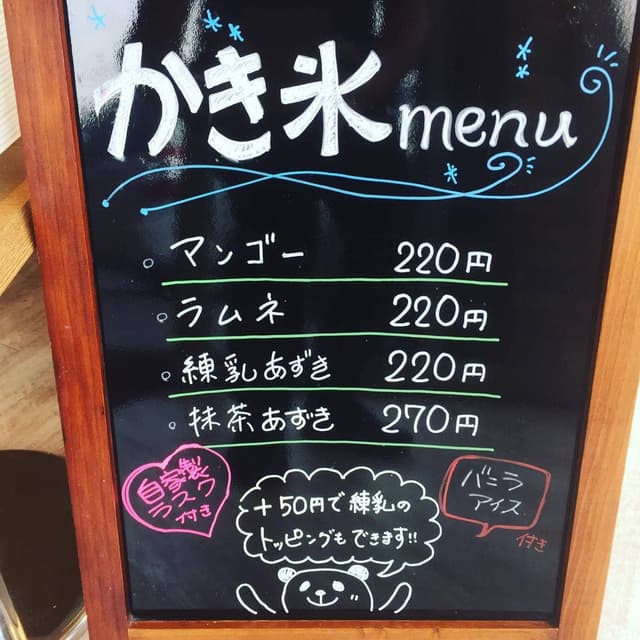 かき氷menu
マンゴー 220円
ラムネ 220円
練乳あずき 220円
抹茶あずき 270円
自家製
ラスク
付き
+50円で練乳の
トッピングもできます!!
バニラ
アイス
付き